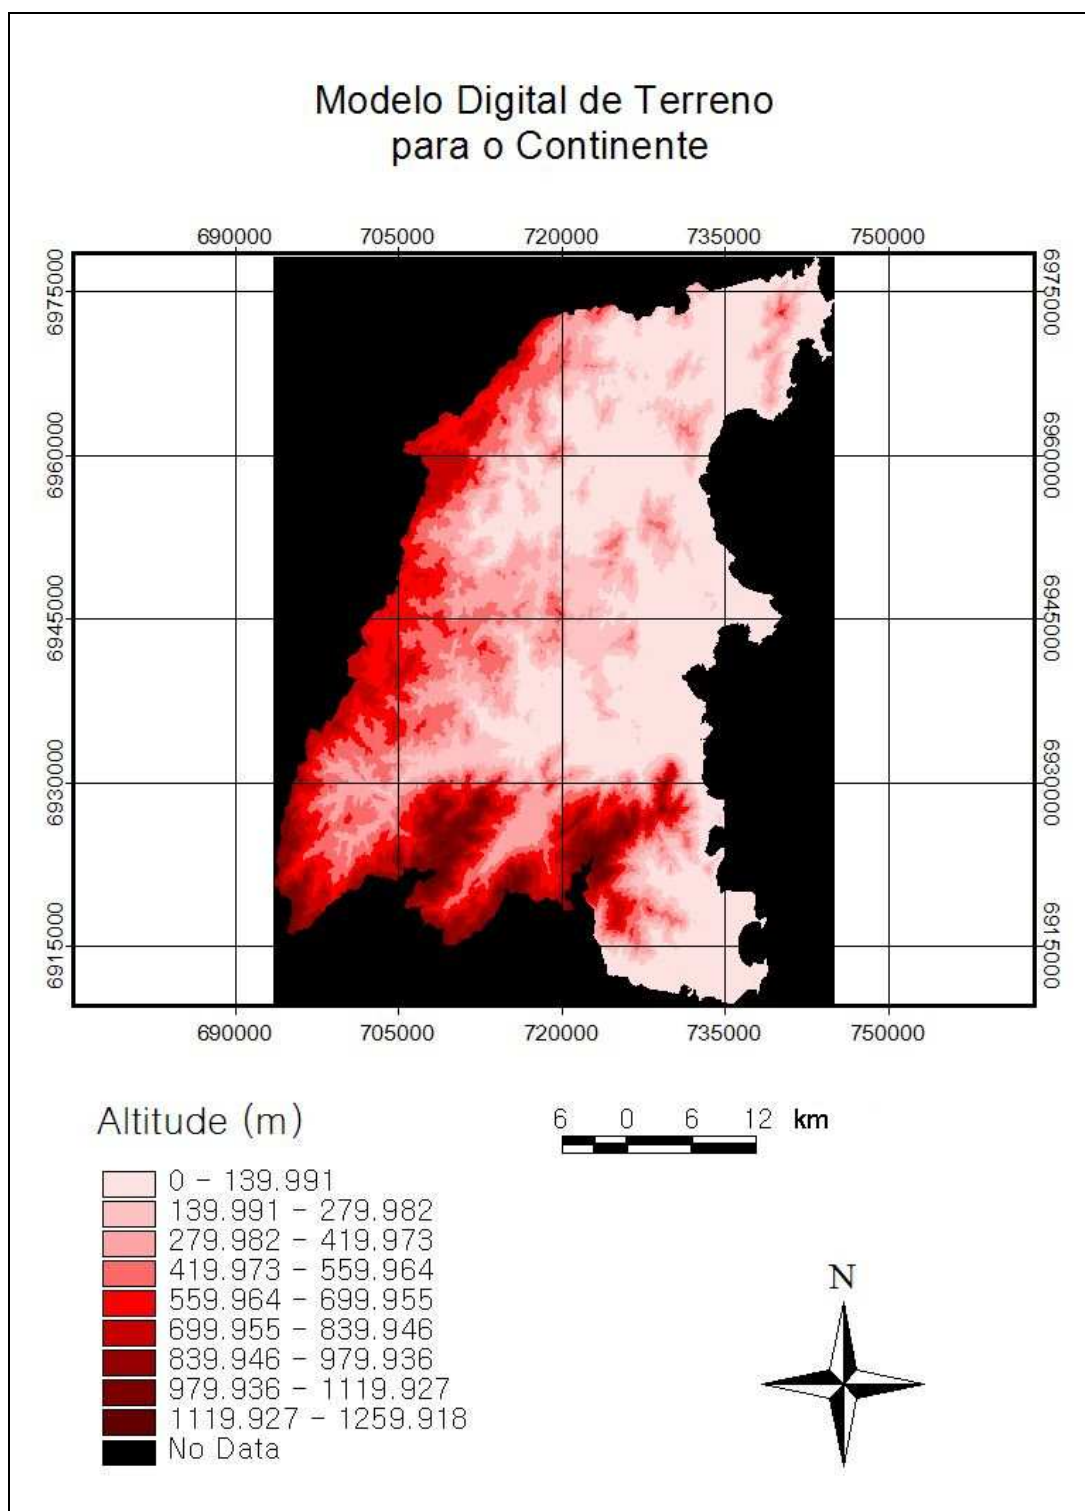 Modelo Digital de Terreno
para o Continente
690000 705000 720000 735000 750000
6975000 6975000
6960000 6960000
6945000 6945000
6930000 6930000
6915000 6915000
690000 705000 720000 735000 750000
Altitude (m)
6 0 6 12 km
0 - 139.991
139.991 - 279.982
279.982 - 419.973
419.973 - 559.964
559.964 - 699.955
699.955 - 839.946
839.946 - 979.936
979.936 - 1119.927
1119.927 - 1259.918
No Data
N